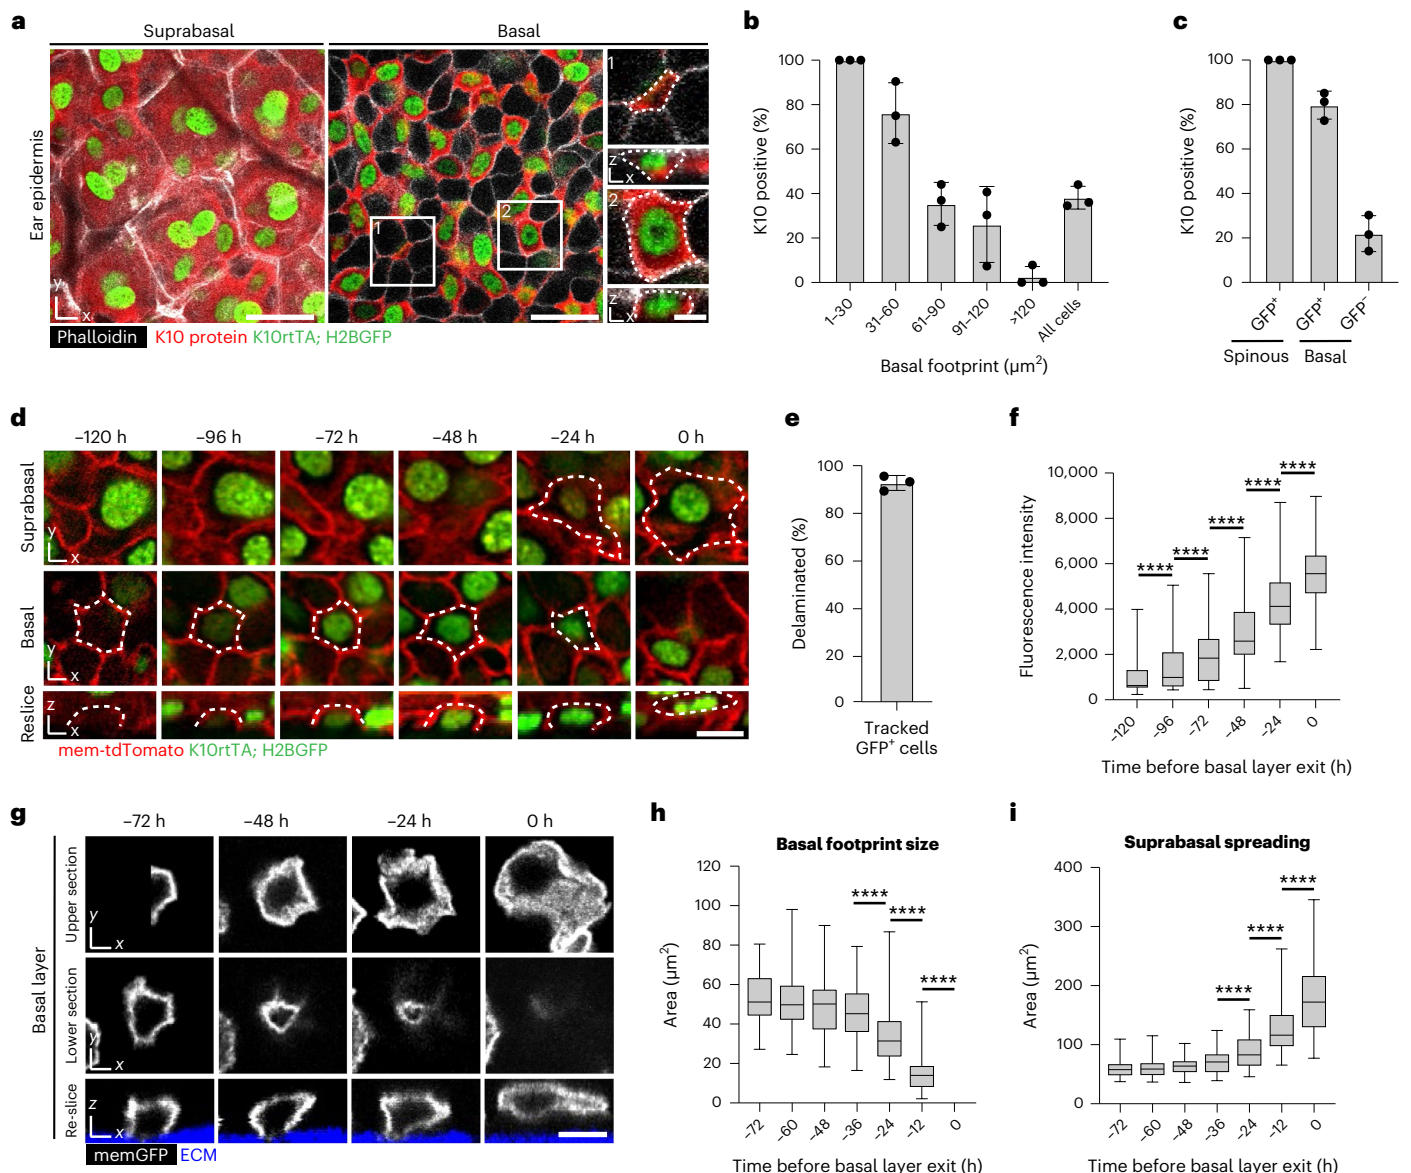 a
Suprabasal
Basal
Ear epidermis
1
2
1
2
y
x
z
x
z
x
Phalloidin K10 protein K10rtTA; H2BGFP
b
K10 positive (%)
100
80
60
40
20
0
1–30
31–60
61–90
91–120
>120
All cells
Basal footprint (µm²)
c
K10 positive (%)
100
80
60
40
20
0
GFP⁺
GFP⁺
GFP⁻
Spinous
Basal
d
–120 h
–96 h
–72 h
–48 h
–24 h
0 h
Suprabasal
y
x
Basal
y
x
Reslice
z
x
mem-tdTomato K10rtTA; H2BGFP
e
Delaminated (%)
100
80
60
40
20
0
Tracked
GFP⁺ cells
f
Fluorescence intensity
10,000
8,000
6,000
4,000
2,000
0
****
****
****
****
****
–120
–96
–72
–48
–24
0
Time before basal layer exit (h)
g
–72 h
–48 h
–24 h
0 h
Basal layer
Upper section
y
x
Lower section
y
x
Re-slice
z
x
memGFP ECM
h
Basal footprint size
Area (µm²)
120
100
80
60
40
20
0
****
****
****
–72
–60
–48
–36
–24
–12
0
Time before basal layer exit (h)
i
Suprabasal spreading
Area (µm²)
400
300
200
100
0
****
****
****
–72
–60
–48
–36
–24
–12
0
Time before basal layer exit (h)